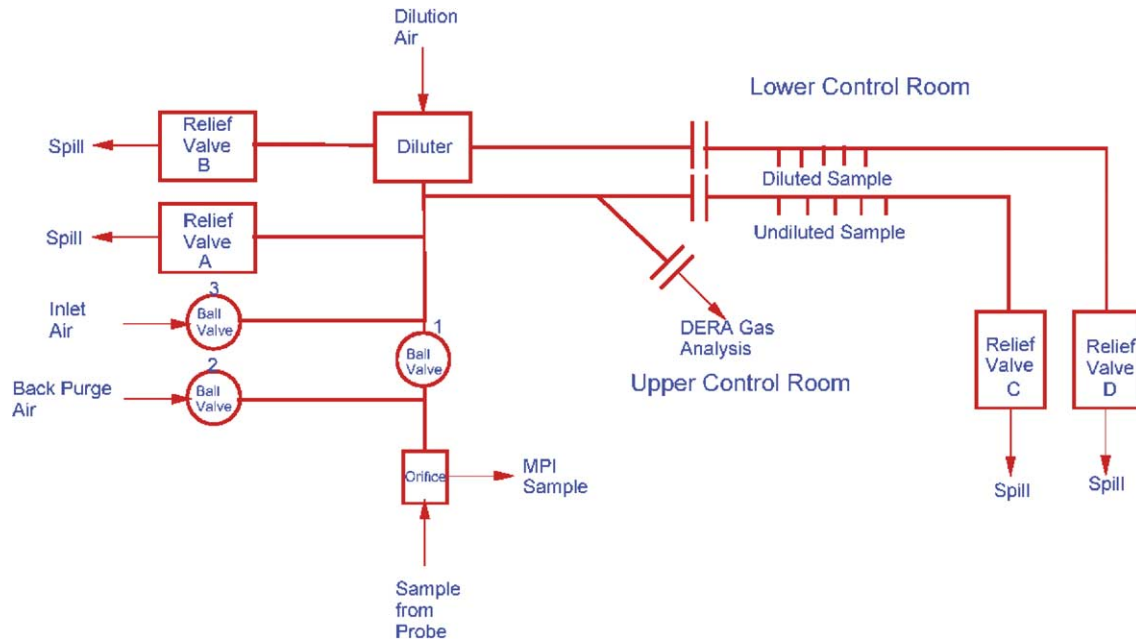 Dilution
Air
Lower Control Room
Relief
Valve
B
Spill
Diluter
Diluted Sample
Relief
Valve
A
Spill
Undiluted Sample
3
Inlet
Air
Ball
Valve
1
DERA Gas
Analysis
Ball
Valve
2
Back Purge
Air
Ball
Valve
Upper Control Room
Relief
Valve
C
Relief
Valve
D
Orifice
MPI
Sample
Spill
Spill
Sample
from
Probe